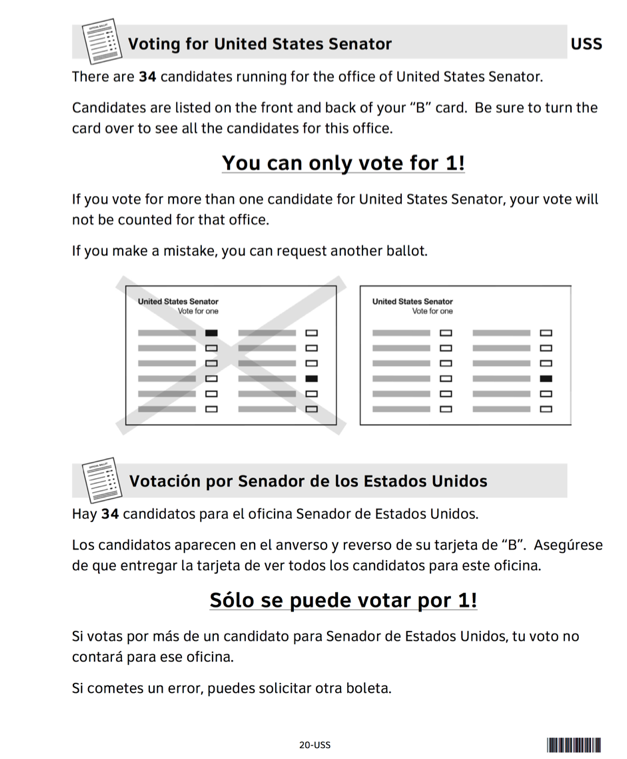 Voting for United States Senator USS
There are 34 candidates running for the office of United States Senator.
Candidates are listed on the front and back of your “B” card. Be sure to turn the
card over to see all the candidates for this office.
You can only vote for 1!
If you vote for more than one candidate for United States Senator, your vote will
not be counted for that office.
If you make a mistake, you can request another ballot.
United States Senator
Vote for one
United States Senator
Vote for one
Votación por Senador de los Estados Unidos
Hay 34 candidatos para el oficina Senador de Estados Unidos.
Los candidatos aparecen en el anverso y reverso de su tarjeta de “B”. Asegúrese
de que entregar la tarjeta de ver todos los candidatos para este oficina.
Sólo se puede votar por 1!
Si votas por más de un candidato para Senador de Estados Unidos, tu voto no
contará para ese oficina.
Si cometes un error, puedes solicitar otra boleta.
20-USS